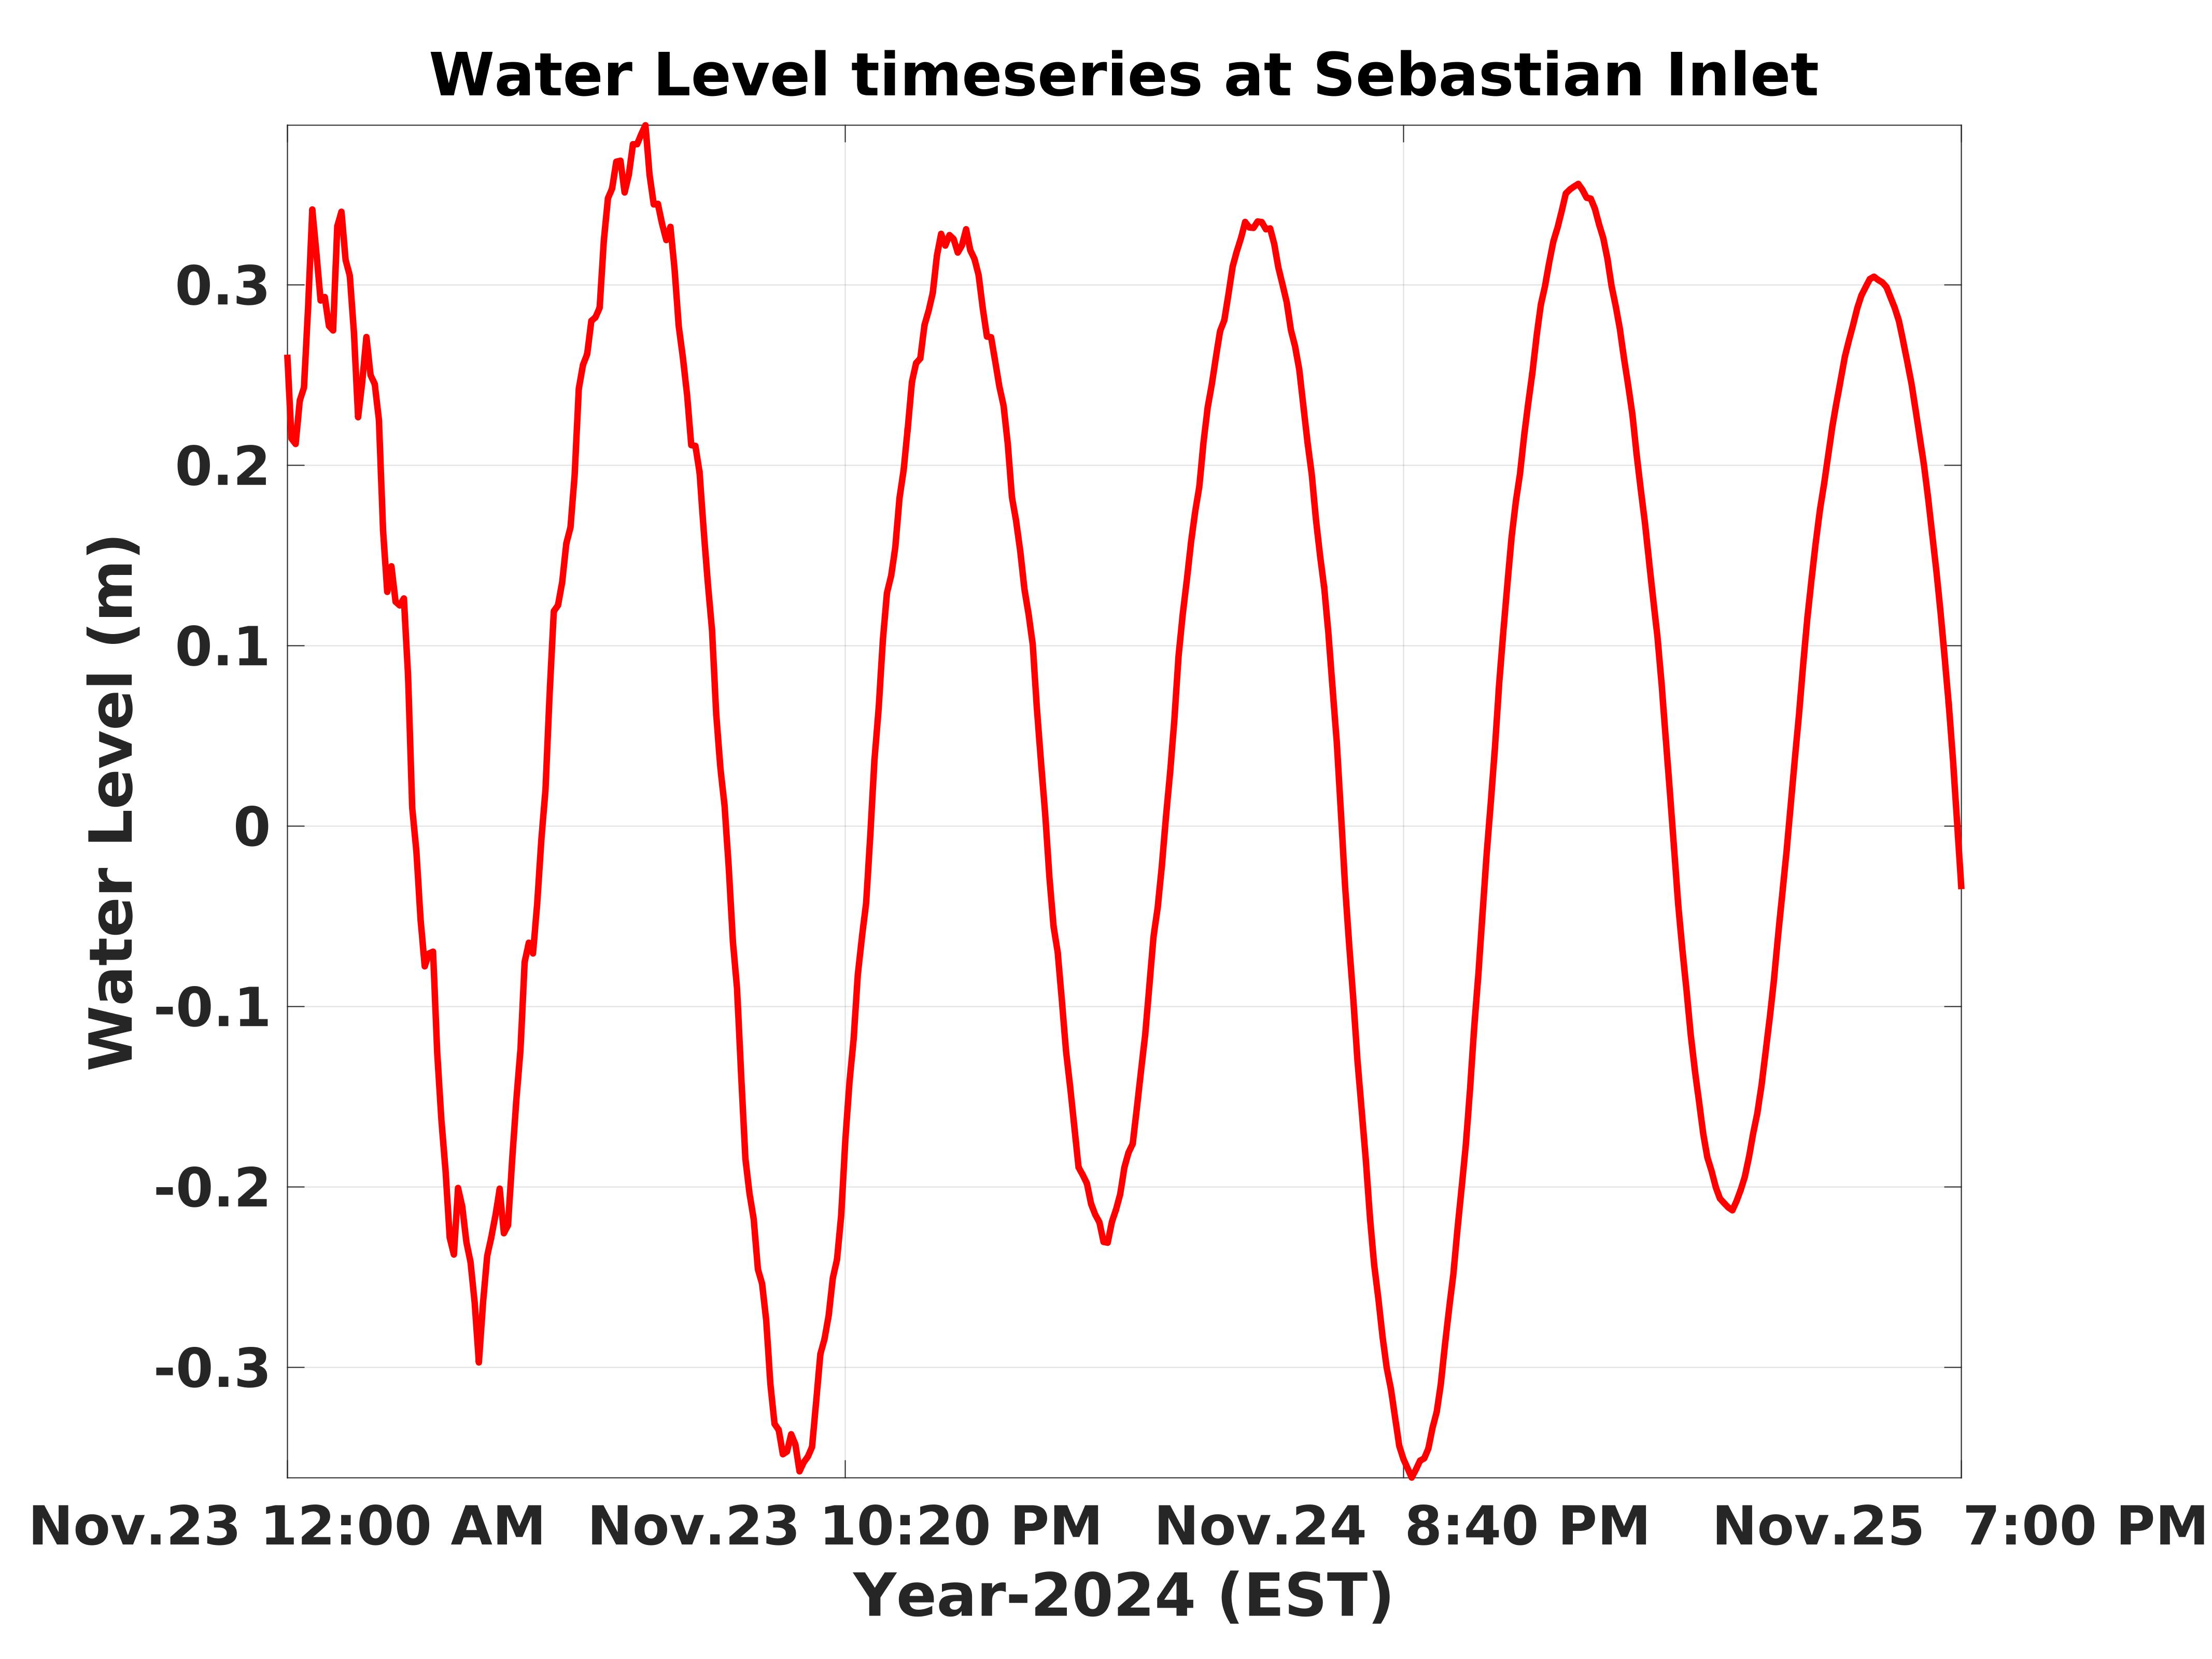 Water Level timeseries at Sebastian Inlet
Water Level (m)
0.3
0.2
0.1
0
-0.1
-0.2
-0.3
Nov.23 12:00 AM Nov.23 10:20 PM Nov.24 8:40 PM Nov.25 7:00 PM
Year-2024 (EST)